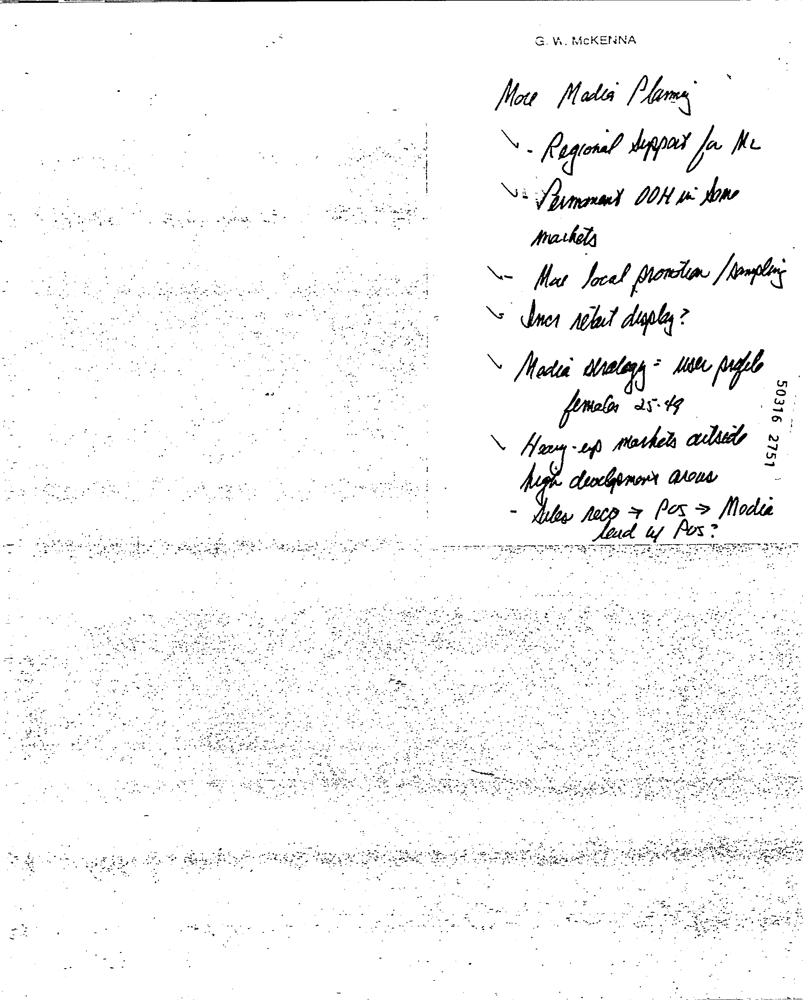 G. W. McKENNA
More Media Planning
- Regional Support for ML
- Permanent OOH in some
markets
- More local promotion / sampling
Incr retail display?
Media strategy = user profile
females 25-49
Heavy-up markets outside
high development areas
- Sales reco → POS → Media
lead w/ POS?
50316 2751